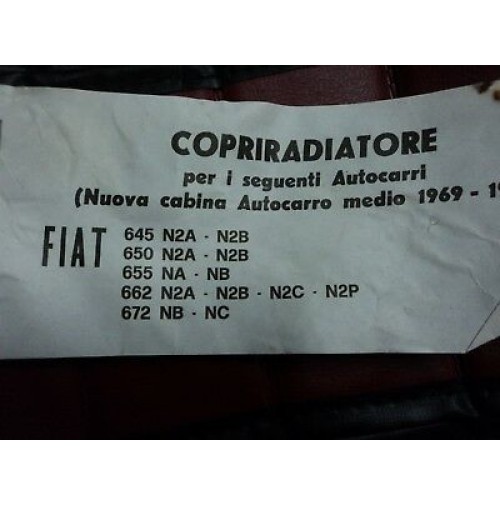 COPRIRADIATORE
per i seguenti Autocarri
(Nuova cabina Autocarro medio 1969 -
FIAT
645 N2A - N2B
650 N2A - N2B
655 NA - NB
662 N2A - N2B - N2C - N2P
672 NB - NC